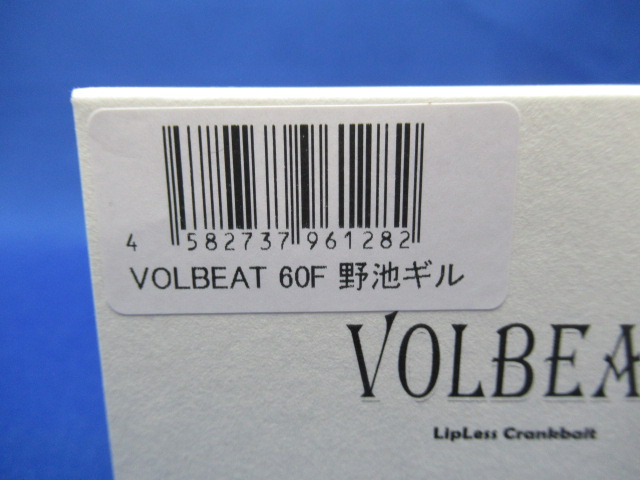 4 582737 961282
VOLBEAT 60F 野池ギル
VOLBEA
LipLess Crankbait